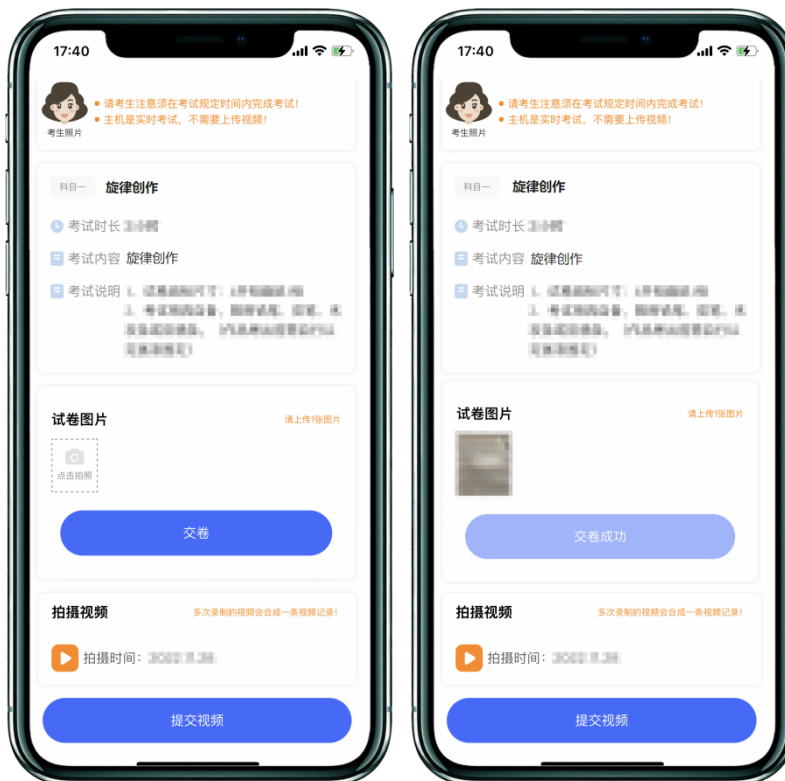 17:40
考生照片
请考生注意须在考试规定时间内完成考试!
主机是实时考试，不需要上传视频!
科目一 旋律创作
考试时长
考试内容 旋律创作
考试说明
试卷图片 请上传1张图片
点击拍照
交卷
拍摄视频 多次录制的视频会合成一条视频记录!
拍摄时间:
提交视频
17:40
考生照片
请考生注意须在考试规定时间内完成考试!
主机是实时考试，不需要上传视频!
科目一 旋律创作
考试时长
考试内容 旋律创作
考试说明
试卷图片 请上传1张图片
交卷成功
拍摄视频 多次录制的视频会合成一条视频记录!
拍摄时间:
提交视频